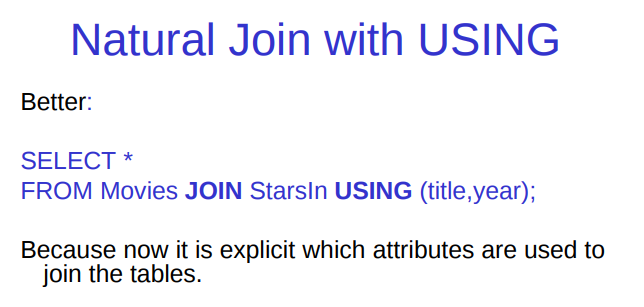 Natural Join with USING
Better:
SELECT *
FROM Movies JOIN StarsIn USING (title,year);
Because now it is explicit which attributes are used to
join the tables.